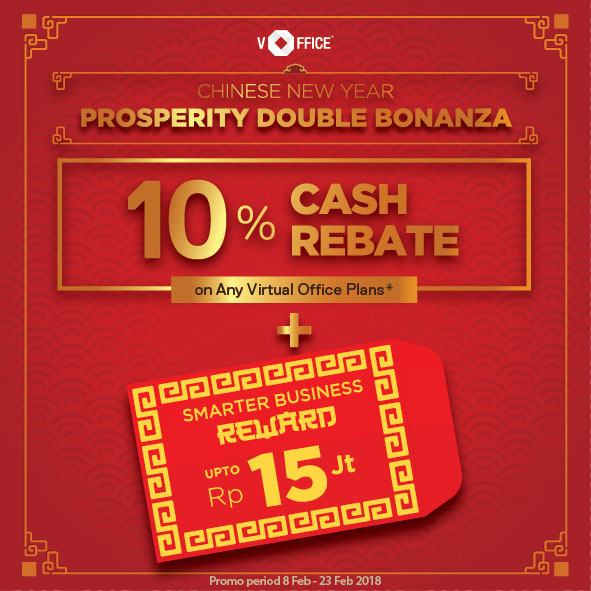 VOFFICE
CHINESE NEW YEAR
PROSPERITY DOUBLE BONANZA
10% CASH
REBATE
on Any Virtual Office Plans*
+
SMARTER BUSINESS
REWARD
UPTO
Rp 15 Jt
Promo period 8 Feb - 23 Feb 2018